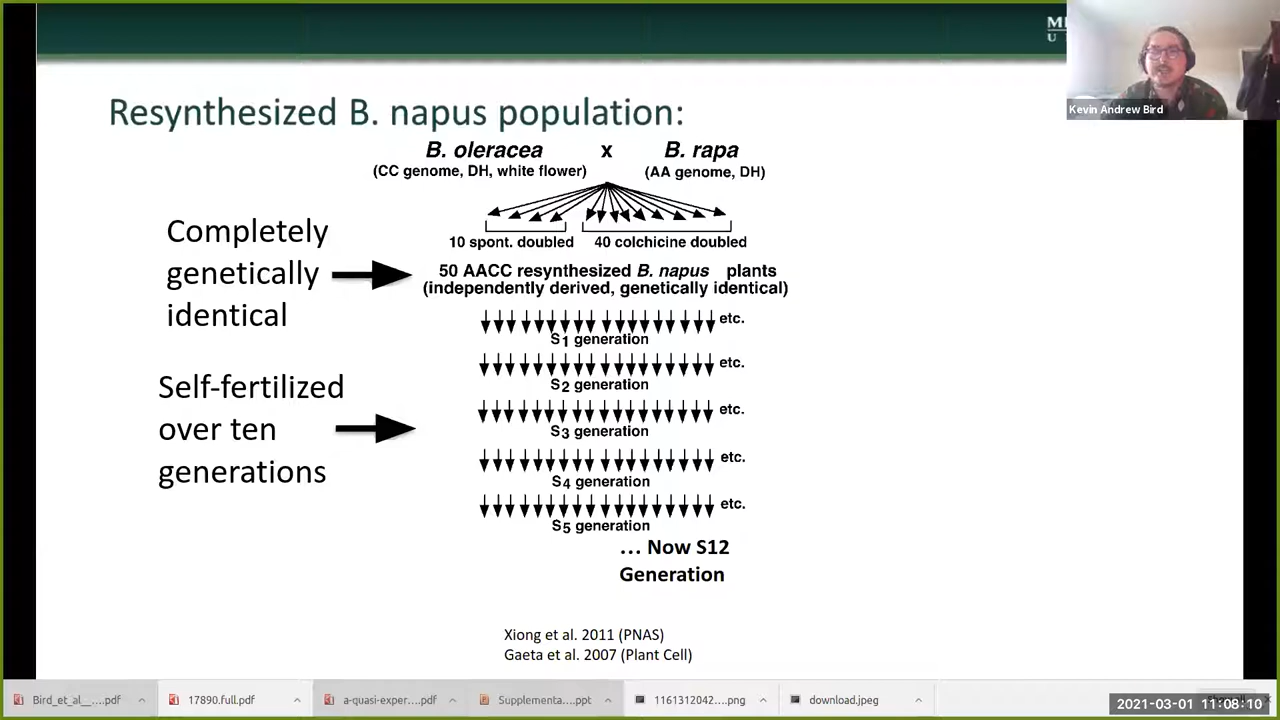 M
U
Kevin Andrew Bird
Resynthesized B. napus population:
B. oleracea x B. rapa
(CC genome, DH, white flower) (AA genome, DH)
10 spont. doubled 40 colchicine doubled
Completely
genetically
identical
50 AACC resynthesized B. napus plants
(independently derived, genetically identical)
etc.
S1 generation
etc.
S2 generation
Self-fertilized
over ten
generations
etc.
S3 generation
etc.
S4 generation
etc.
S5 generation
... Now S12
Generation
Xiong et al. 2011 (PNAS)
Gaeta et al. 2007 (Plant Cell)
Bird_et_al__....pdf 17890.full.pdf a-quasi-exper....pdf Supplementa....ppt 1161312042....png download.jpeg
2021-03-01 11:08:10